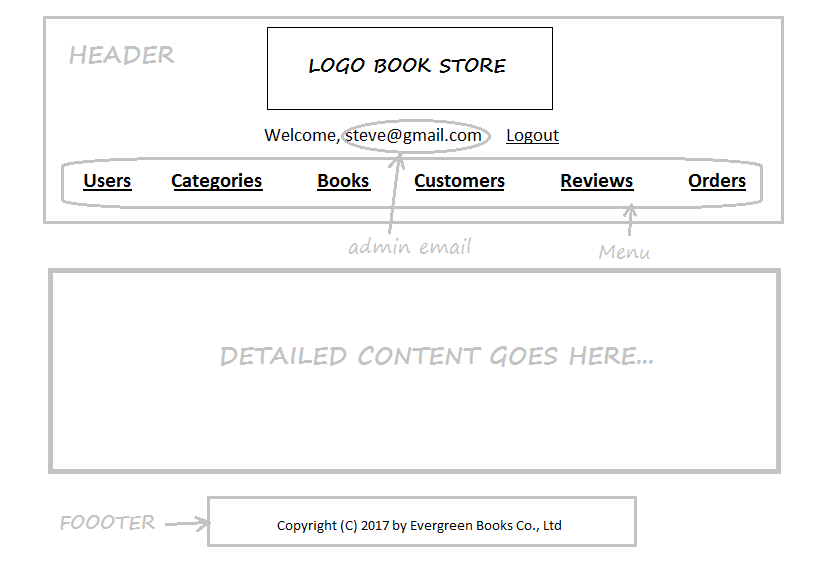 HEADER
LOGO BOOK STORE
Welcome, steve@gmail.com Logout
Users Categories Books Customers Reviews Orders
admin email
Menu
DETAILED CONTENT GOES HERE...
FOOOTER
Copyright (C) 2017 by Evergreen Books Co., Ltd